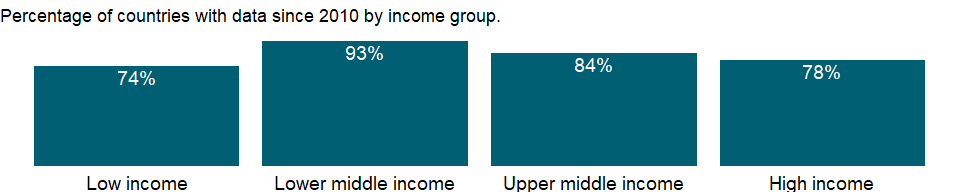 Percentage of countries with data since 2010 by income group.
74%
93%
84%
78%
Low income
Lower middle income
Upper middle income
High income